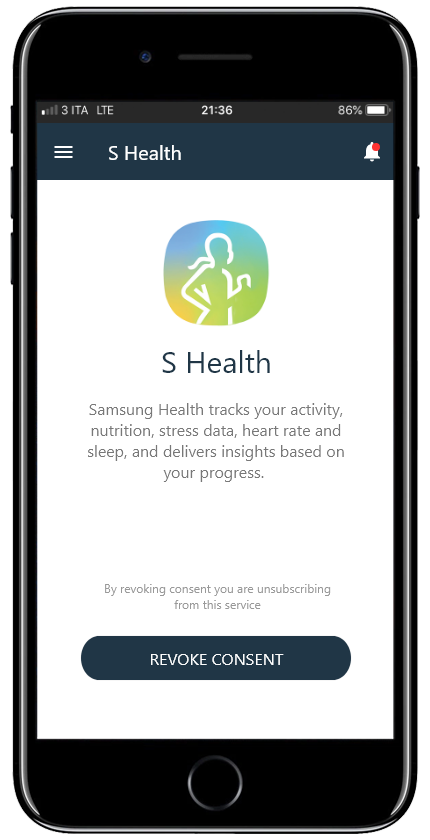 3 ITA LTE 21:36 86%
S Health
S Health
Samsung Health tracks your activity,
nutrition, stress data, heart rate and
sleep, and delivers insights based on
your progress.
By revoking consent you are unsubscribing
from this service
REVOKE CONSENT